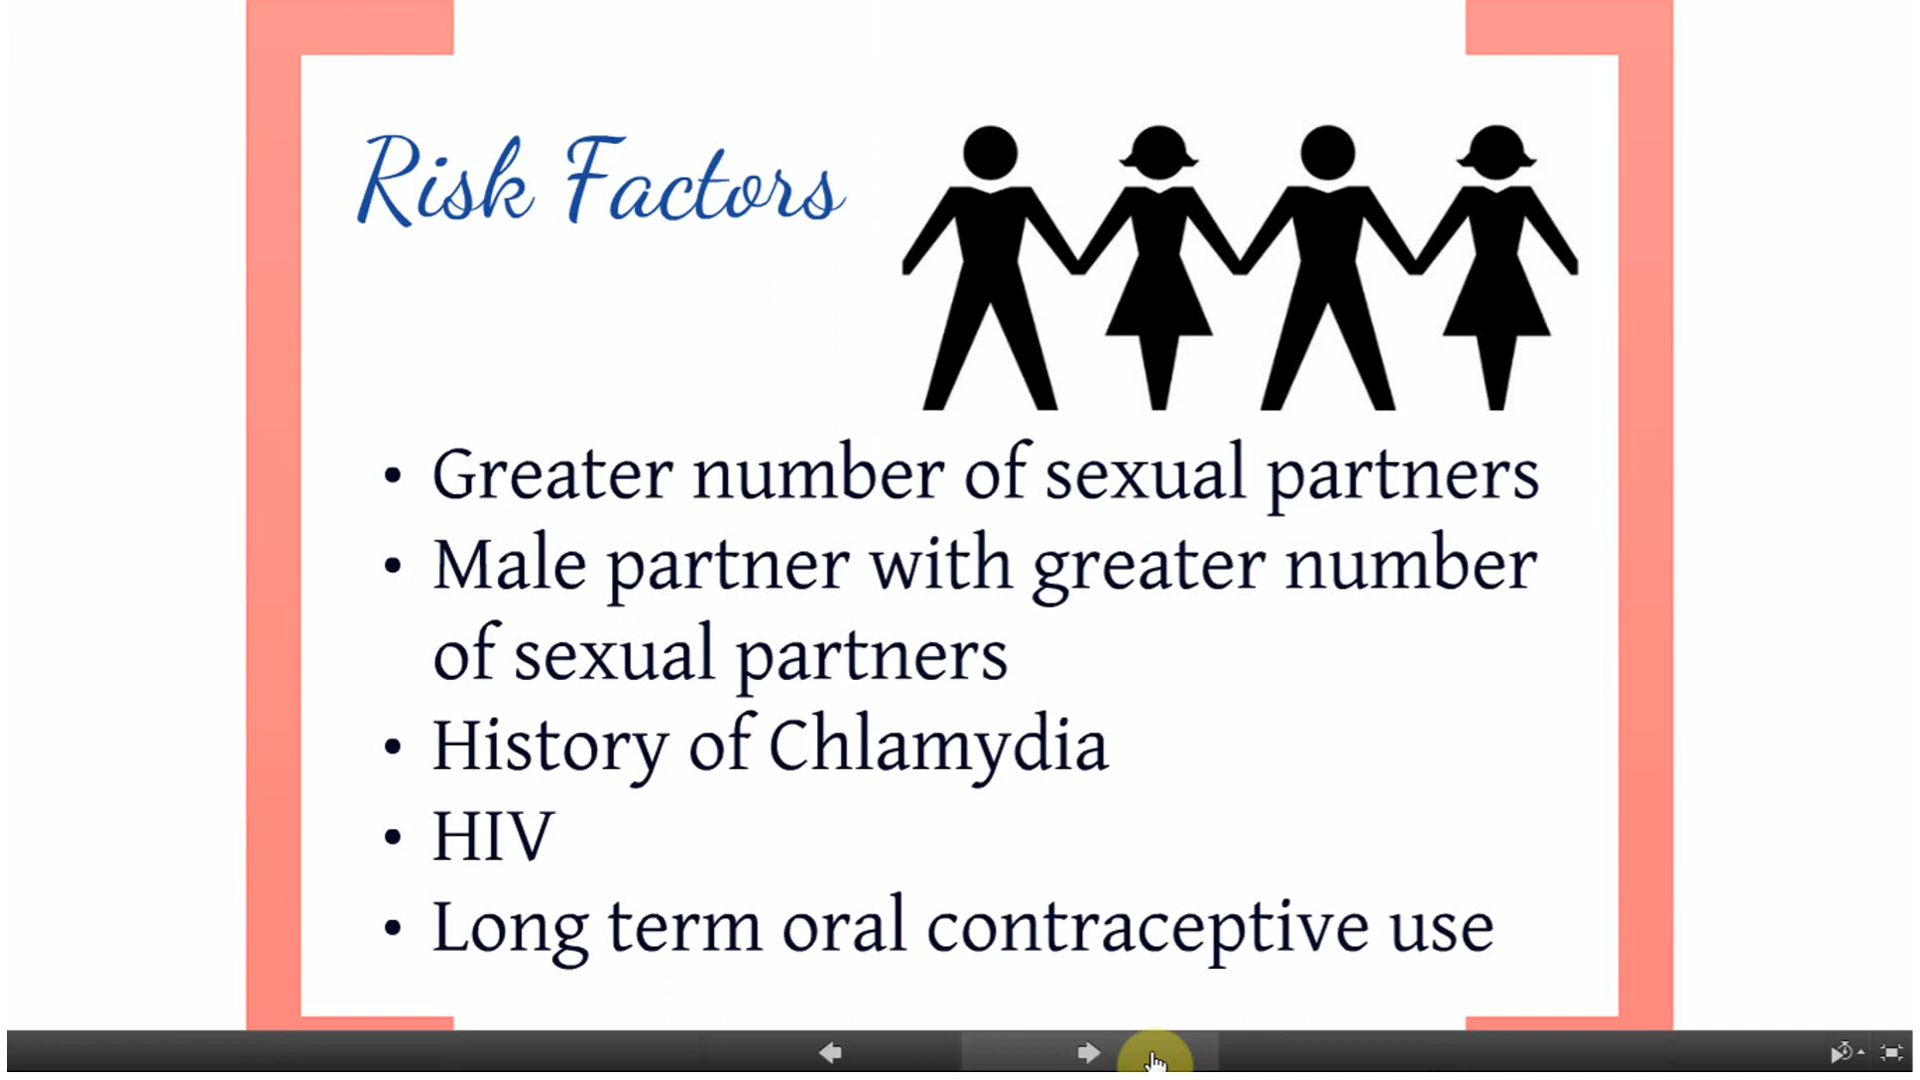 Risk Factors
• Greater number of sexual partners
• Male partner with greater number
of sexual partners
• History of Chlamydia
• HIV
• Long term oral contraceptive use